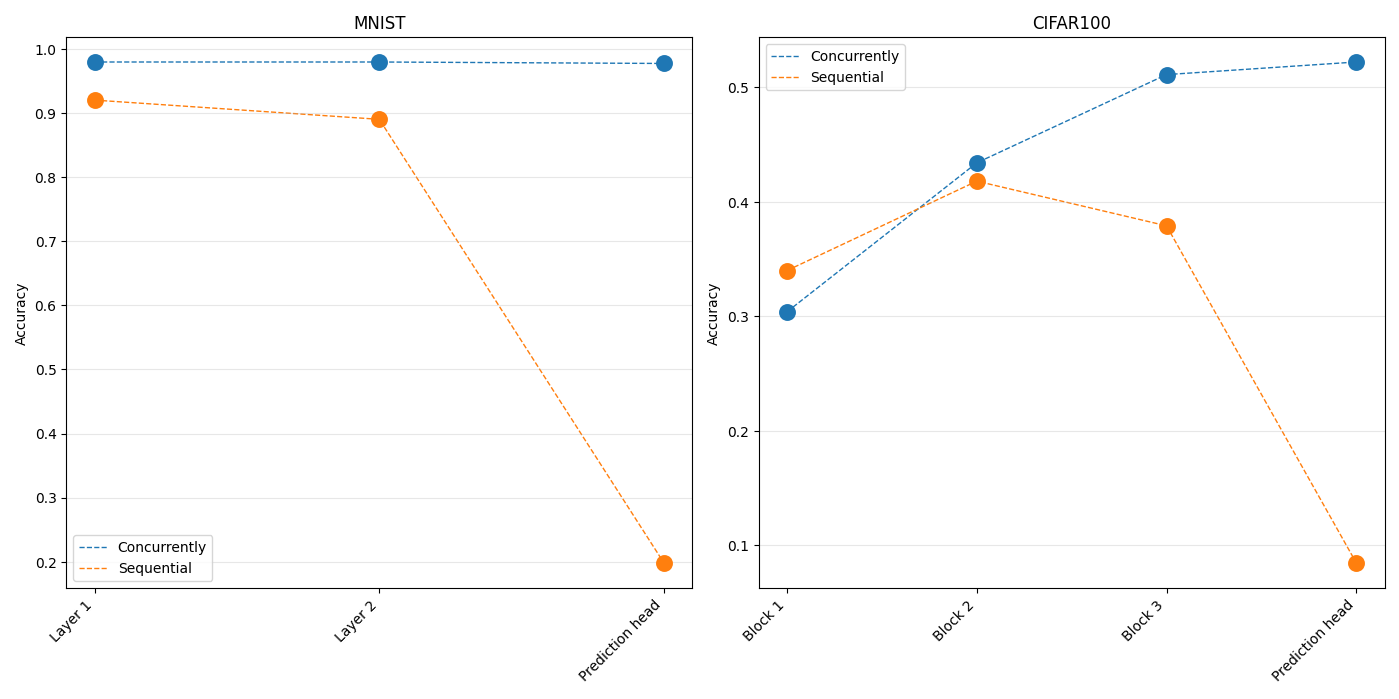 MNIST
Accuracy
1.0
0.9
0.8
0.7
0.6
0.5
0.4
0.3
0.2
Concurrently
Sequential
Layer 1
Layer 2
Prediction head
CIFAR100
Accuracy
0.5
0.4
0.3
0.2
0.1
Concurrently
Sequential
Block 1
Block 2
Block 3
Prediction head